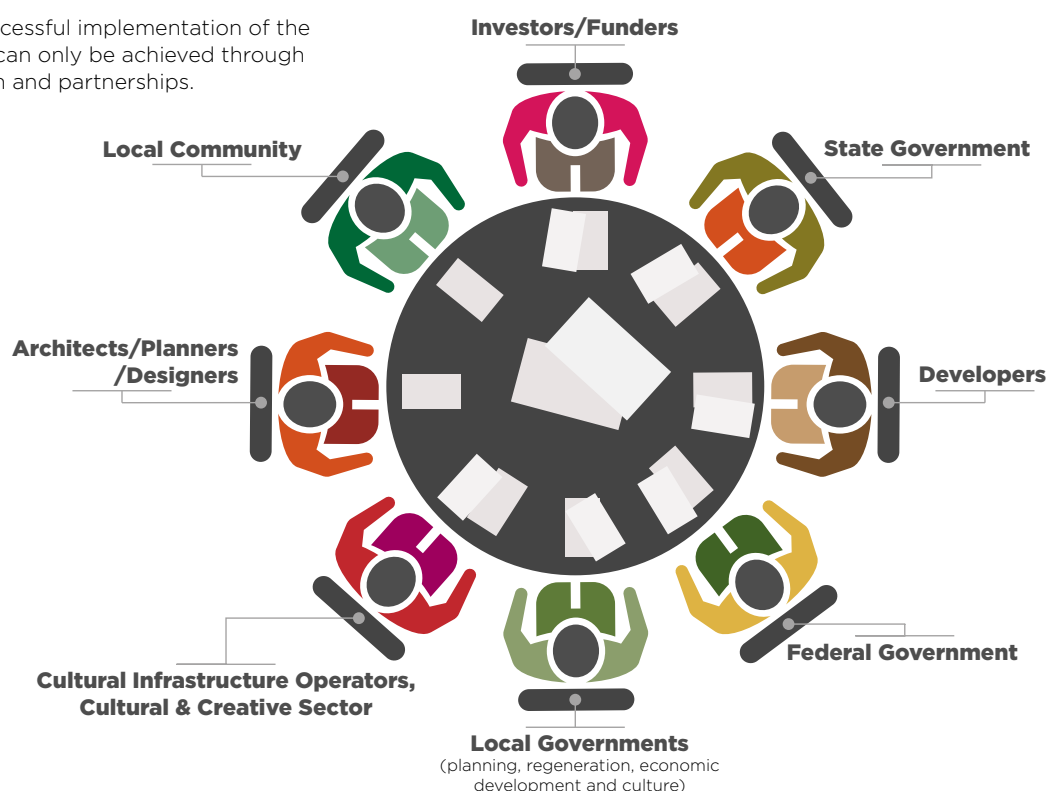 cessful implementation of the
can only be achieved through
and partnerships.
Investors/Funders
Local Community
State Government
Architects/Planners
/Designers
Developers
Federal Government
Cultural Infrastructure Operators,
Cultural & Creative Sector
Local Governments
(planning, regeneration, economic
development and culture)